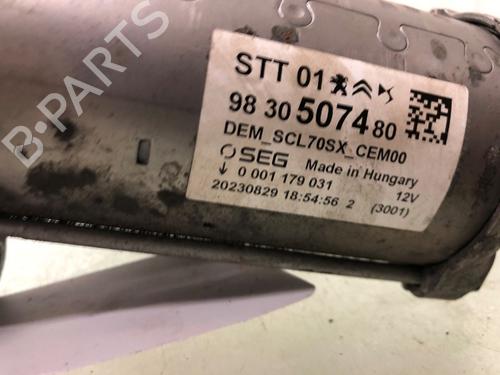 STT 01
98 30 5074 80
DEM_SCL70SX_CEM00
SEG Made in Hungary
0 001 179 031 12V
20230829 18:54:56 2 (3001)
B-PARTS